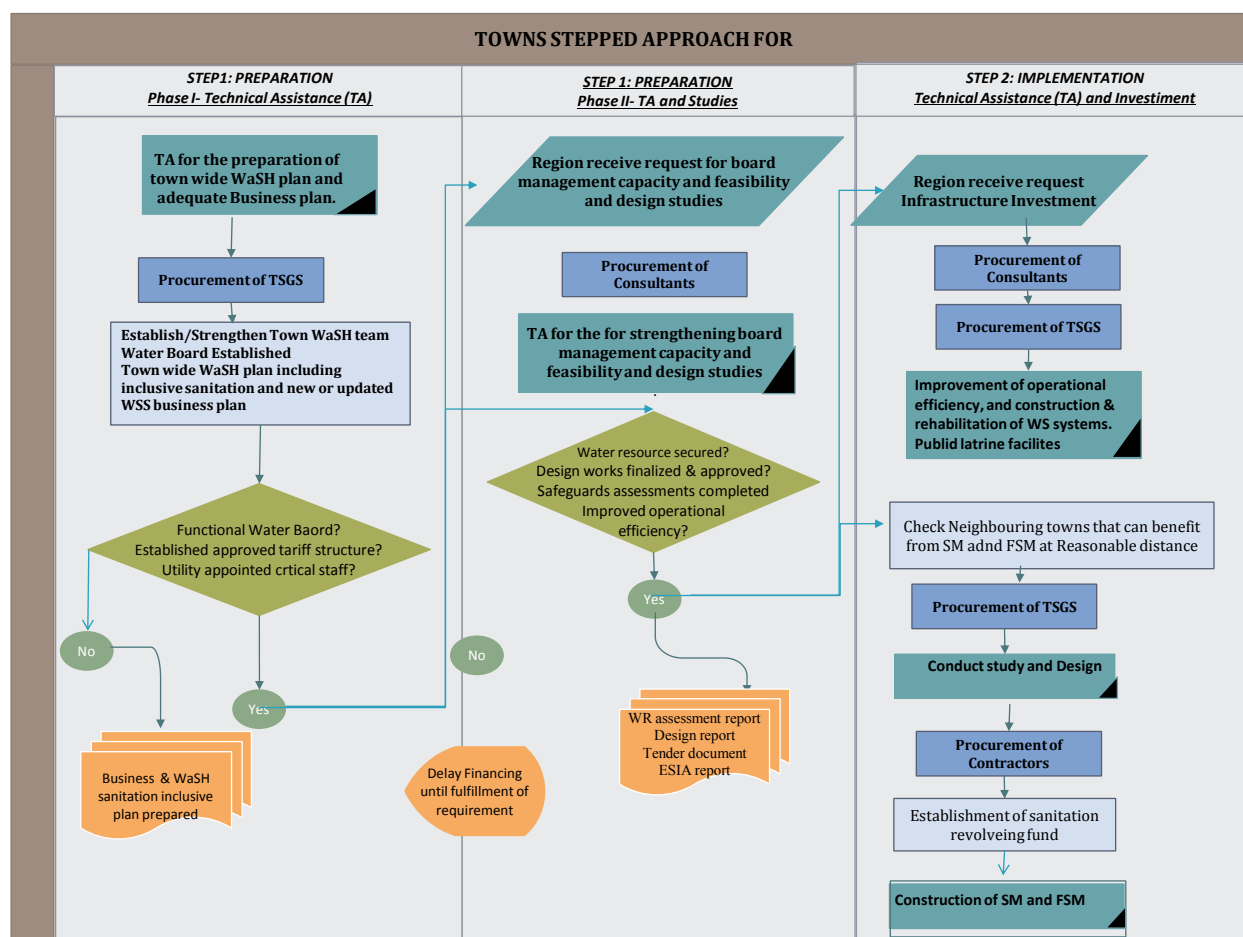 TOWNS STEPPED APPROACH FOR
STEP1: PREPARATION
Phase I- Technical Assistance (TA)
TA for the preparation of
town wide WaSH plan and
adequate Business plan.
Procurement of TSGS
Establish/Strengthen Town WaSH team
Water Board Established
Town wide WaSH plan including
inclusive sanitation and new or updated
WSS business plan
Functional Water Baord?
Established approved tariff structure?
Utility appointed crtical staff?
No
Yes
Business & WaSH
sanitation inclusive
plan prepared
STEP 1: PREPARATION
Phase II- TA and Studies
Region receive request for board
management capacity and feasibility
and design studies
Procurement of
Consultants
TA for the for strengthening board
management capacity and
feasibility and design studies
Water resource secured?
Design works finalized & approved?
Safeguards assessments completed
Improved operational
efficiency?
Yes
No
WR assessment report
Design report
Tender document
ESIA report
Delay Financing
until fulfillment of
requirement
STEP 2: IMPLEMENTATION
Technical Assistance (TA) and Investiment
Region receive request
Infrastructure Investment
Procurement of
Consultants
Procurement of TSGS
Improvement of operational
efficiency, and construction &
rehabilitation of WS systems.
Publid latrine facilites
Check Neighbouring towns that can benefit
from SM adnd FSM at Reasonable distance
Procurement of TSGS
Conduct study and Design
Procurement of
Contractors
Establishment of sanitation
revolveing fund
Construction of SM and FSM